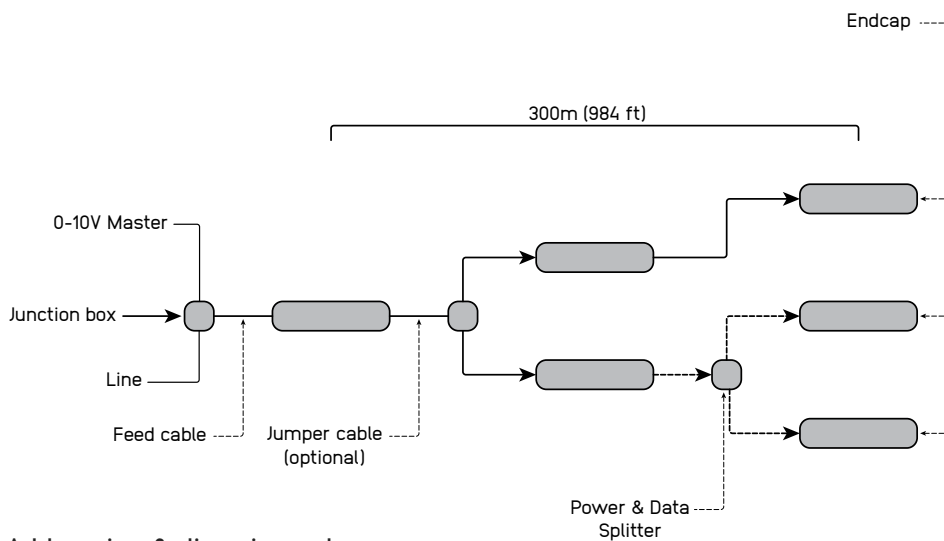 Endcap
300m (984 ft)
0-10V Master
Junction box
Line
Feed cable
Jumper cable
(optional)
Power & Data
Splitter